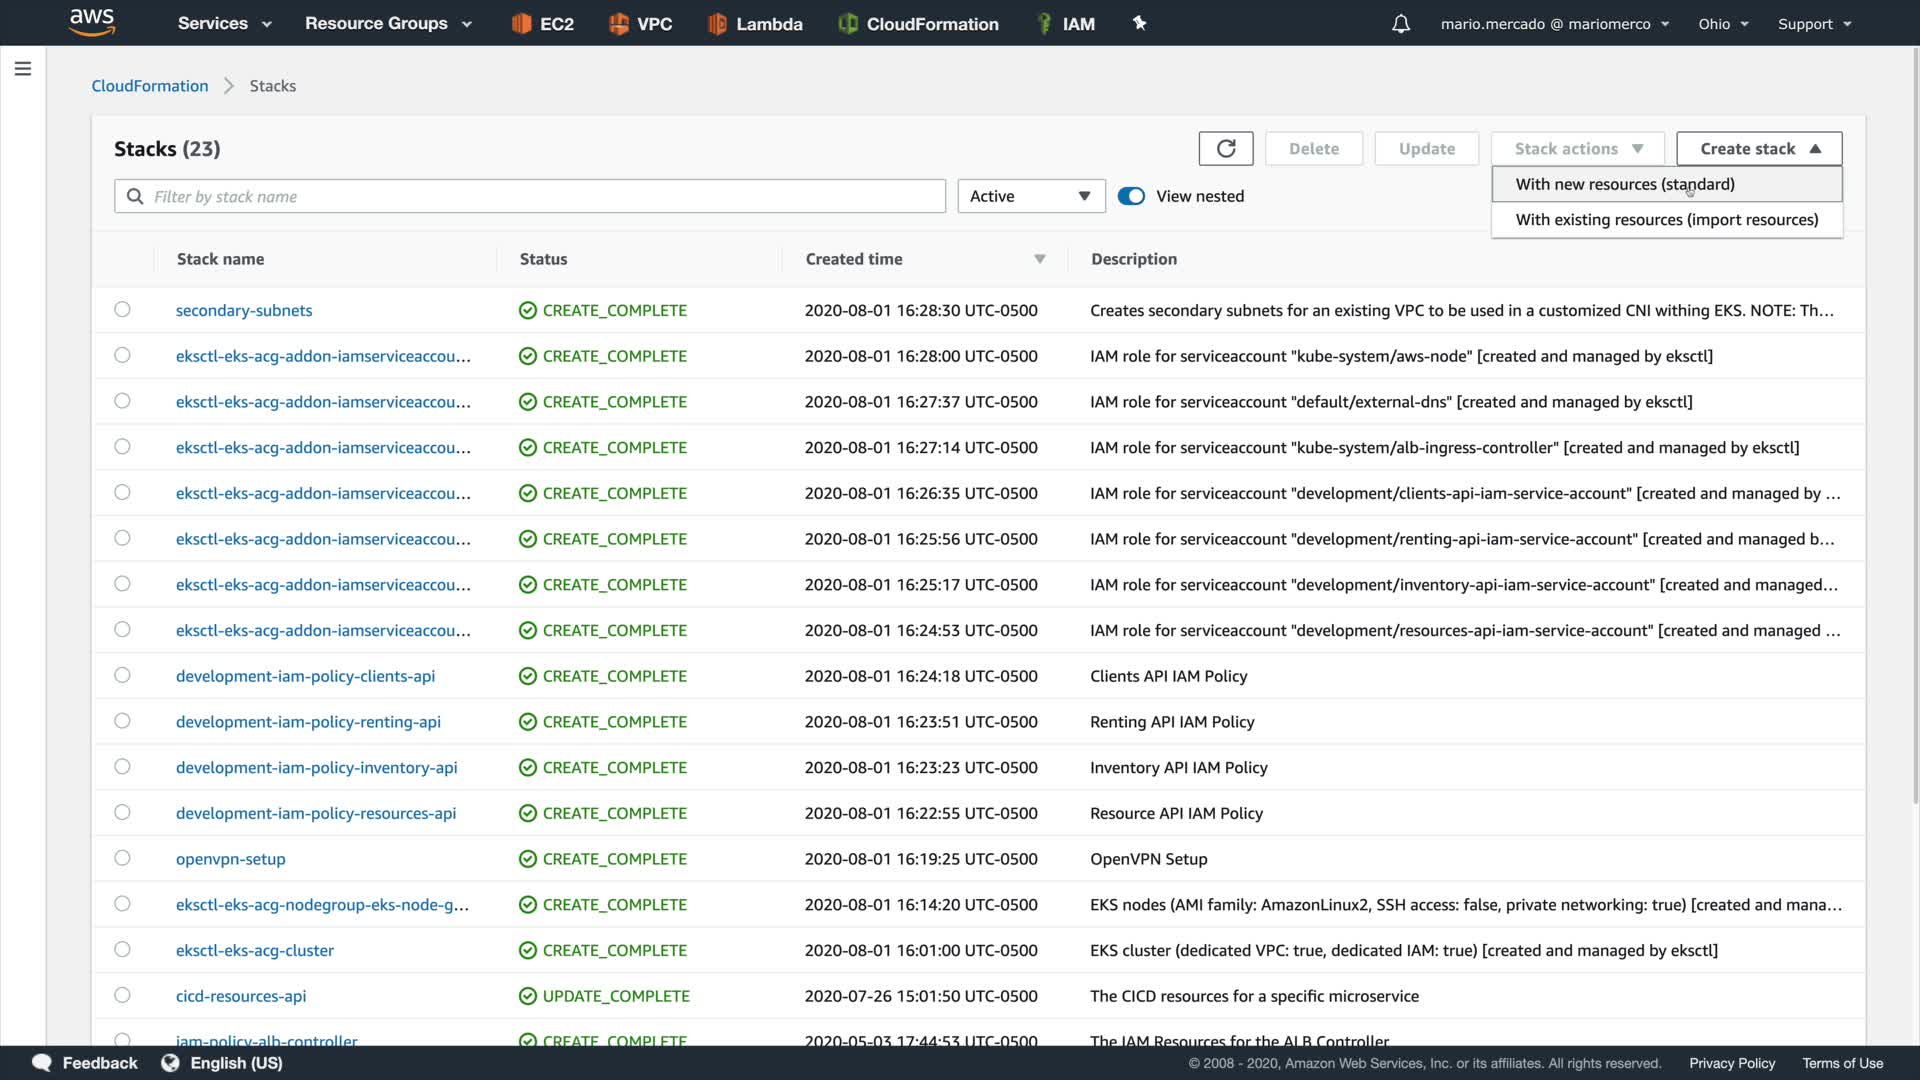 aws
Services
Resource Groups
EC2
VPC
Lambda
CloudFormation
IAM
mario.mercado @ mariomerco
Ohio
Support
CloudFormation
Stacks
Stacks (23)
Delete
Update
Stack actions
Create stack
With new resources (standard)
With existing resources (import resources)
Filter by stack name
Active
View nested
Stack name Status Created time Description
secondary-subnets CREATE_COMPLETE 2020-08-01 16:28:30 UTC-0500 Creates secondary subnets for an existing VPC to be used in a customized CNI withing EKS. NOTE: Th...
eksctl-eks-acg-addon-iamserviceaccou... CREATE_COMPLETE 2020-08-01 16:28:00 UTC-0500 IAM role for serviceaccount "kube-system/aws-node" [created and managed by eksctl]
eksctl-eks-acg-addon-iamserviceaccou... CREATE_COMPLETE 2020-08-01 16:27:37 UTC-0500 IAM role for serviceaccount "default/external-dns" [created and managed by eksctl]
eksctl-eks-acg-addon-iamserviceaccou... CREATE_COMPLETE 2020-08-01 16:27:14 UTC-0500 IAM role for serviceaccount "kube-system/alb-ingress-controller" [created and managed by eksctl]
eksctl-eks-acg-addon-iamserviceaccou... CREATE_COMPLETE 2020-08-01 16:26:35 UTC-0500 IAM role for serviceaccount "development/clients-api-iam-service-account" [created and managed by ...
eksctl-eks-acg-addon-iamserviceaccou... CREATE_COMPLETE 2020-08-01 16:25:56 UTC-0500 IAM role for serviceaccount "development/renting-api-iam-service-account" [created and managed b...
eksctl-eks-acg-addon-iamserviceaccou... CREATE_COMPLETE 2020-08-01 16:25:17 UTC-0500 IAM role for serviceaccount "development/inventory-api-iam-service-account" [created and managed...
eksctl-eks-acg-addon-iamserviceaccou... CREATE_COMPLETE 2020-08-01 16:24:53 UTC-0500 IAM role for serviceaccount "development/resources-api-iam-service-account" [created and managed ...
development-iam-policy-clients-api CREATE_COMPLETE 2020-08-01 16:24:18 UTC-0500 Clients API IAM Policy
development-iam-policy-renting-api CREATE_COMPLETE 2020-08-01 16:23:51 UTC-0500 Renting API IAM Policy
development-iam-policy-inventory-api CREATE_COMPLETE 2020-08-01 16:23:23 UTC-0500 Inventory API IAM Policy
development-iam-policy-resources-api CREATE_COMPLETE 2020-08-01 16:22:55 UTC-0500 Resource API IAM Policy
openvpn-setup CREATE_COMPLETE 2020-08-01 16:19:25 UTC-0500 OpenVPN Setup
eksctl-eks-acg-nodegroup-eks-node-g... CREATE_COMPLETE 2020-08-01 16:14:20 UTC-0500 EKS nodes (AMI family: AmazonLinux2, SSH access: false, private networking: true) [created and mana...
eksctl-eks-acg-cluster CREATE_COMPLETE 2020-08-01 16:01:00 UTC-0500 EKS cluster (dedicated VPC: true, dedicated IAM: true) [created and managed by eksctl]
cicd-resources-api UPDATE_COMPLETE 2020-07-26 15:01:50 UTC-0500 The CICD resources for a specific microservice
iam-policy-alb-controller CREATE_COMPLETE 2020-05-03 17:44:53 UTC-0500 The IAM Resources for the ALB Controller
Feedback
English (US)
© 2008 - 2020, Amazon Web Services, Inc. or its affiliates. All rights reserved.
Privacy Policy
Terms of Use